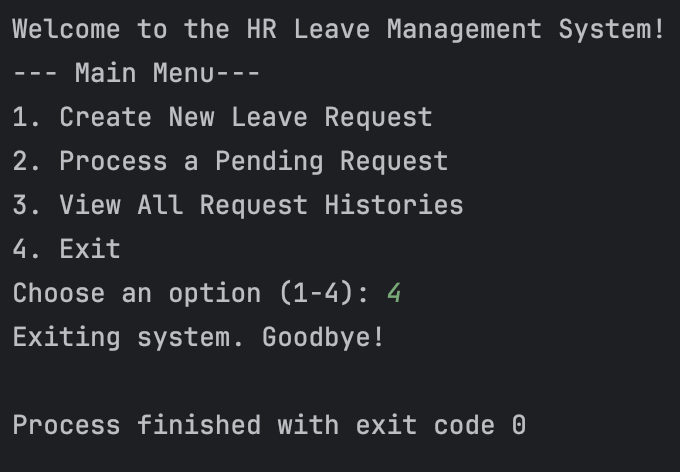 Welcome to the HR Leave Management System!
--- Main Menu---
1. Create New Leave Request
2. Process a Pending Request
3. View All Request Histories
4. Exit
Choose an option (1-4): 4
Exiting system. Goodbye!
Process finished with exit code 0